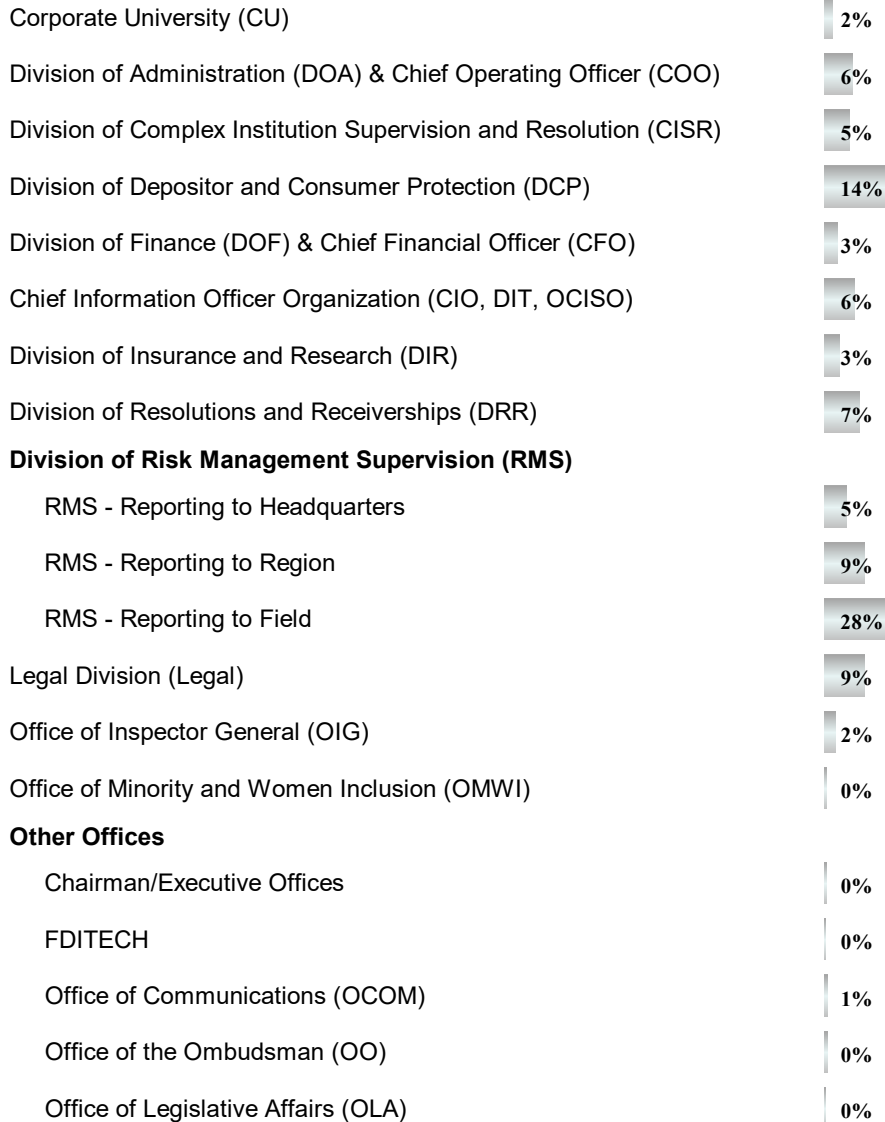 Corporate University (CU) 2%
Division of Administration (DOA) & Chief Operating Officer (COO) 6%
Division of Complex Institution Supervision and Resolution (CISR) 5%
Division of Depositor and Consumer Protection (DCP) 14%
Division of Finance (DOF) & Chief Financial Officer (CFO) 3%
Chief Information Officer Organization (CIO, DIT, OCISO) 6%
Division of Insurance and Research (DIR) 3%
Division of Resolutions and Receiverships (DRR) 7%
Division of Risk Management Supervision (RMS)
RMS - Reporting to Headquarters 5%
RMS - Reporting to Region 9%
RMS - Reporting to Field 28%
Legal Division (Legal) 9%
Office of Inspector General (OIG) 2%
Office of Minority and Women Inclusion (OMWI) 0%
Other Offices
Chairman/Executive Offices 0%
FDITECH 0%
Office of Communications (OCOM) 1%
Office of the Ombudsman (OO) 0%
Office of Legislative Affairs (OLA) 0%